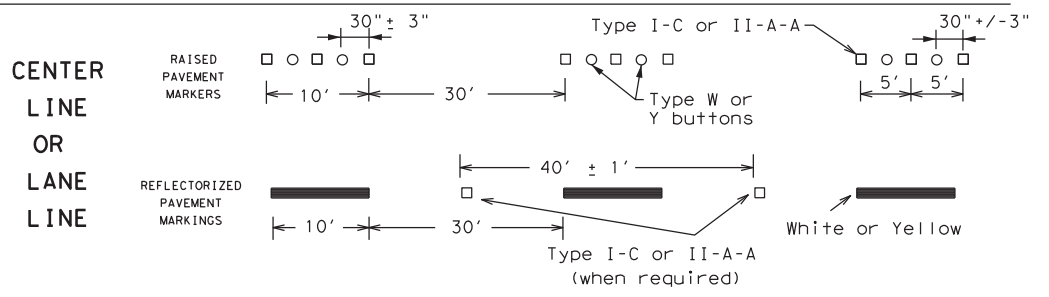 CENTER
LINE
OR
LANE
LINE
RAISED
PAVEMENT
MARKERS
30" ± 3"
10'
30'
Type I-C or II-A-A
Type W or
Y buttons
30"+/-3"
5'
5'
REFLECTORIZED
PAVEMENT
MARKINGS
10'
30'
40' ± 1'
Type I-C or II-A-A
(when required)
White or Yellow